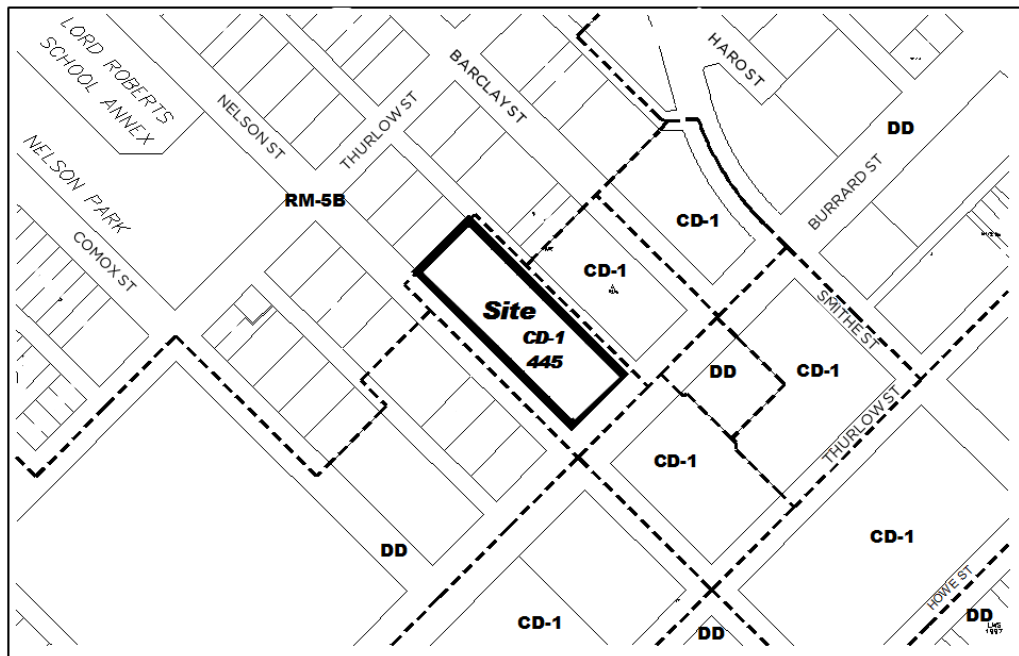 LORD ROBERTS
SCHOOL ANNEX
NELSON PARK
COMOX ST
NELSON ST
THURLOW ST
BARCLAY ST
HARO ST
DD
BURRARD ST
RM-5B
CD-1
CD-1
Site
CD-1
445
SMITHE ST
DD
CD-1
THURLOW ST
CD-1
DD
CD-1
CD-1
HOWE ST
DD
DD
LMS
1997